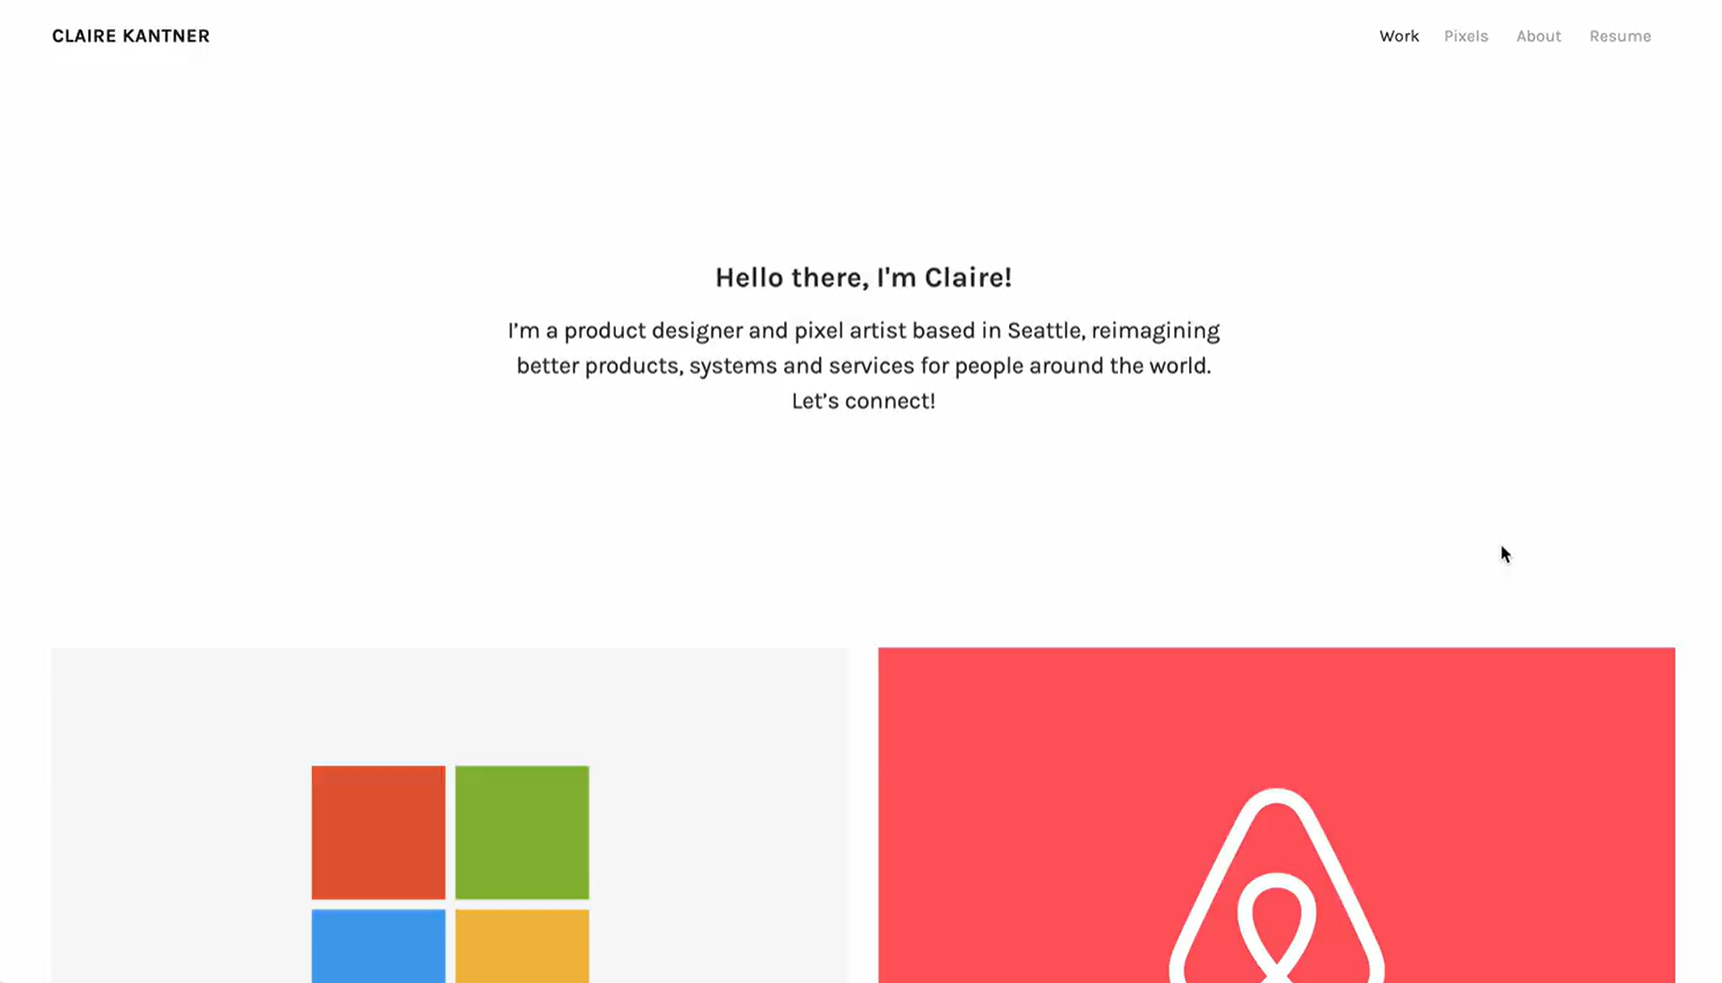 CLAIRE KANTNER
Work Pixels About Resume
Hello there, I'm Claire!
I’m a product designer and pixel artist based in Seattle, reimagining
better products, systems and services for people around the world.
Let’s connect!